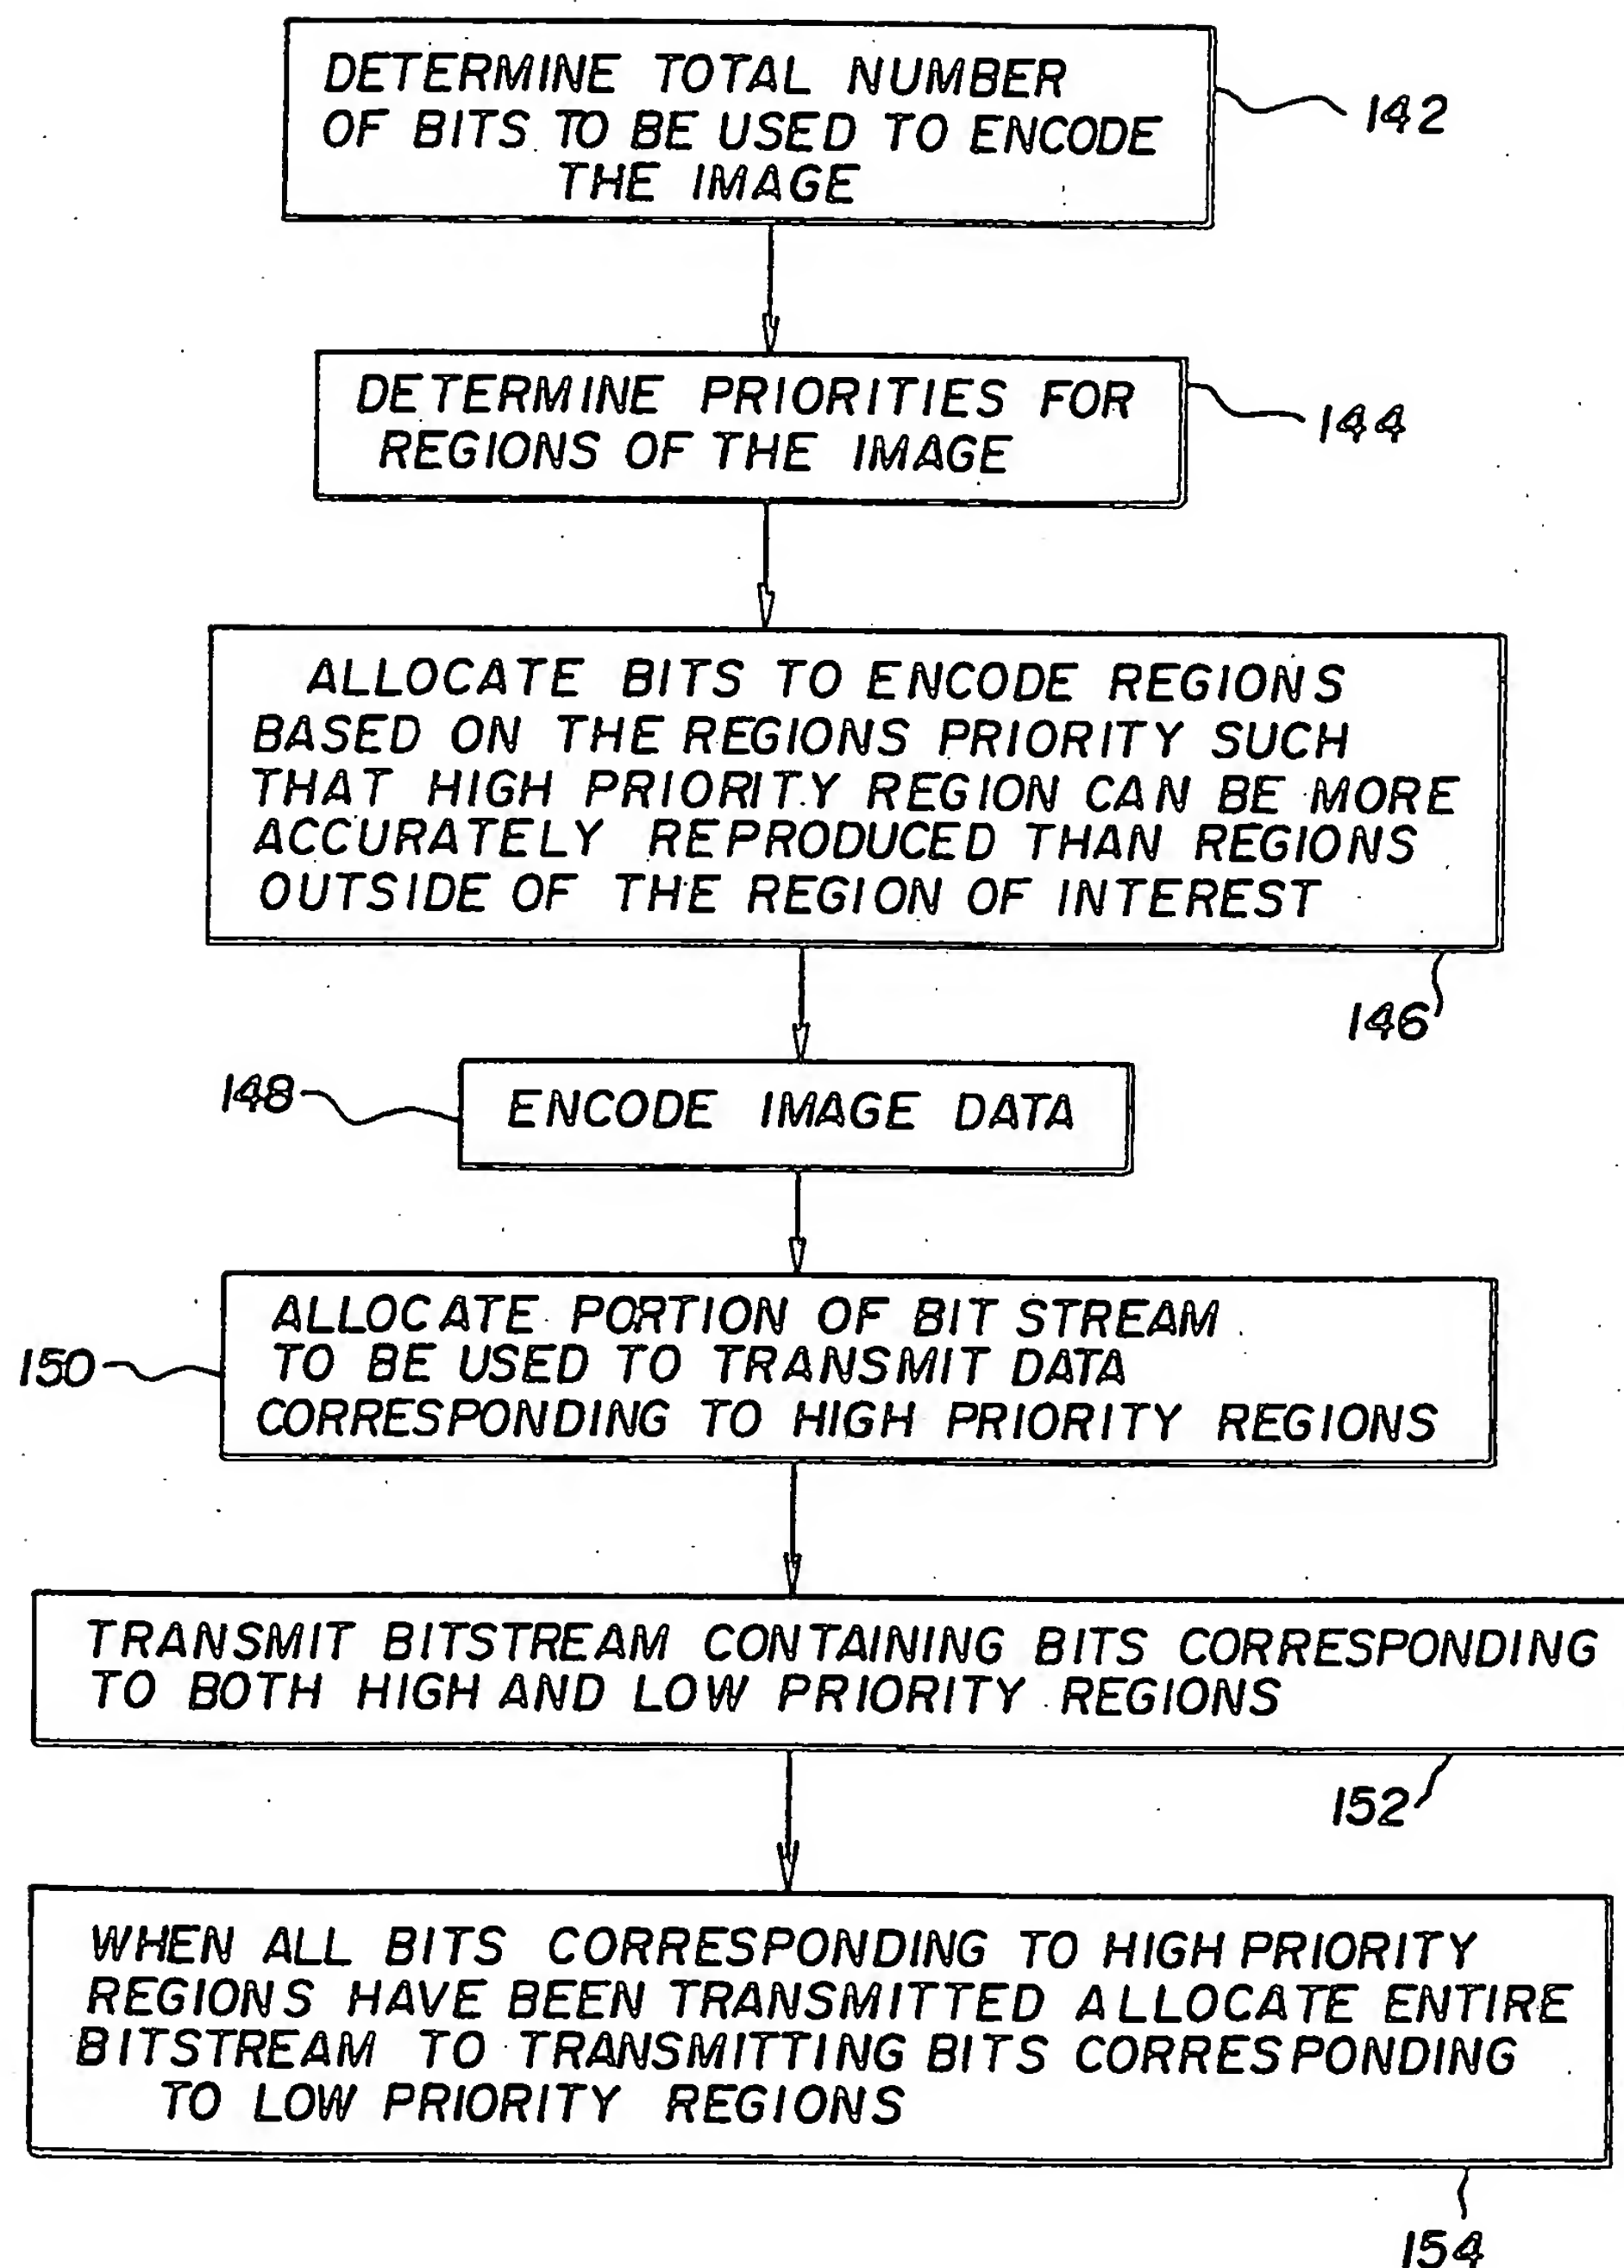 DETERMINE TOTAL NUMBER
OF BITS TO BE USED TO ENCODE
THE IMAGE
142
DETERMINE PRIORITIES FOR
REGIONS OF THE IMAGE
144
ALLOCATE BITS TO ENCODE REGIONS
BASED ON THE REGIONS PRIORITY SUCH
THAT HIGH PRIORITY REGION CAN BE MORE
ACCURATELY REPRODUCED THAN REGIONS
OUTSIDE OF THE REGION OF INTEREST
146
148
ENCODE IMAGE DATA
ALLOCATE PORTION OF BIT STREAM
TO BE USED TO TRANSMIT DATA
CORRESPONDING TO HIGH PRIORITY REGIONS
150
TRANSMIT BITSTREAM CONTAINING BITS CORRESPONDING
TO BOTH HIGH AND LOW PRIORITY REGIONS
152
WHEN ALL BITS CORRESPONDING TO HIGH PRIORITY
REGIONS HAVE BEEN TRANSMITTED ALLOCATE ENTIRE
BITSTREAM TO TRANSMITTING BITS CORRESPONDING
TO LOW PRIORITY REGIONS
154